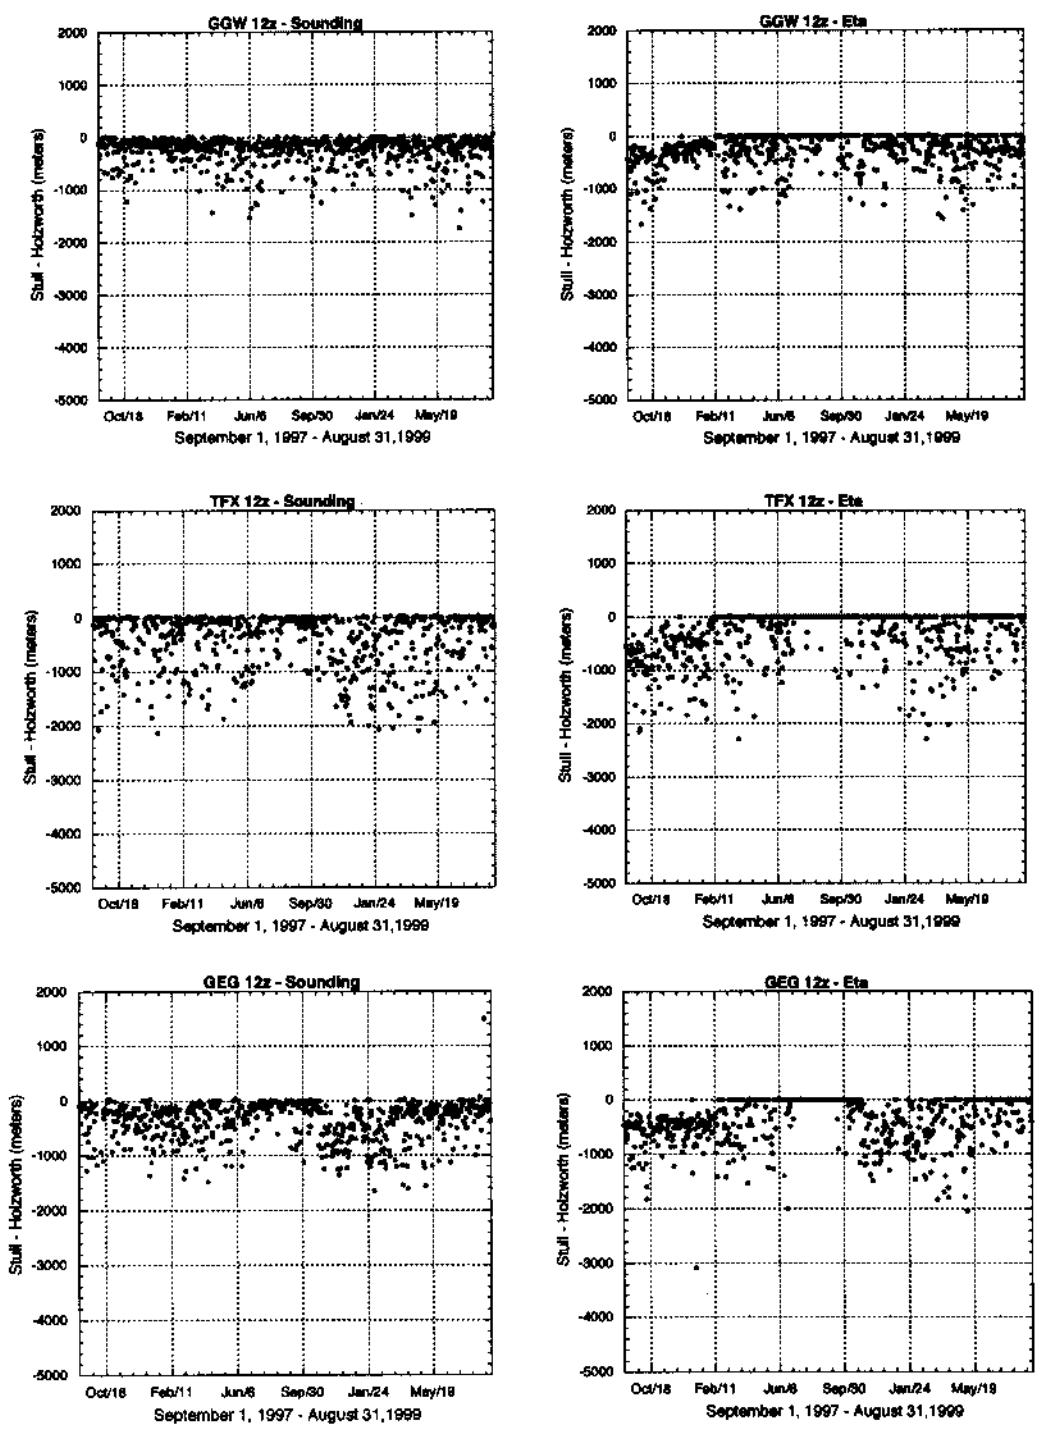 GGW 12z - Sounding
2000
1000
0
-1000
-2000
-3000
-4000
-5000
Stull - Holzworth (meters)
Oct/18 Feb/11 Jun/6 Sep/30 Jan/24 May/19
September 1, 1997 - August 31,1999
GGW 12z - Eta
2000
1000
0
-1000
-2000
-3000
-4000
-5000
Stull - Holzworth (meters)
Oct/18 Feb/11 Jun/6 Sep/30 Jan/24 May/19
September 1, 1997 - August 31,1999
TFX 12z - Sounding
2000
1000
0
-1000
-2000
-3000
-4000
-5000
Stull - Holzworth (meters)
Oct/18 Feb/11 Jun/6 Sep/30 Jan/24 May/19
September 1, 1997 - August 31,1999
TFX 12z - Eta
2000
1000
0
-1000
-2000
-3000
-4000
-5000
Stull - Holzworth (meters)
Oct/18 Feb/11 Jun/6 Sep/30 Jan/24 May/19
September 1, 1997 - August 31,1999
GEG 12z - Sounding
2000
1000
0
-1000
-2000
-3000
-4000
-5000
Stull - Holzworth (meters)
Oct/18 Feb/11 Jun/6 Sep/30 Jan/24 May/19
September 1, 1997 - August 31,1999
GEG 12z - Eta
2000
1000
0
-1000
-2000
-3000
-4000
-5000
Stull - Holzworth (meters)
Oct/18 Feb/11 Jun/6 Sep/30 Jan/24 May/19
September 1, 1997 - August 31,1999